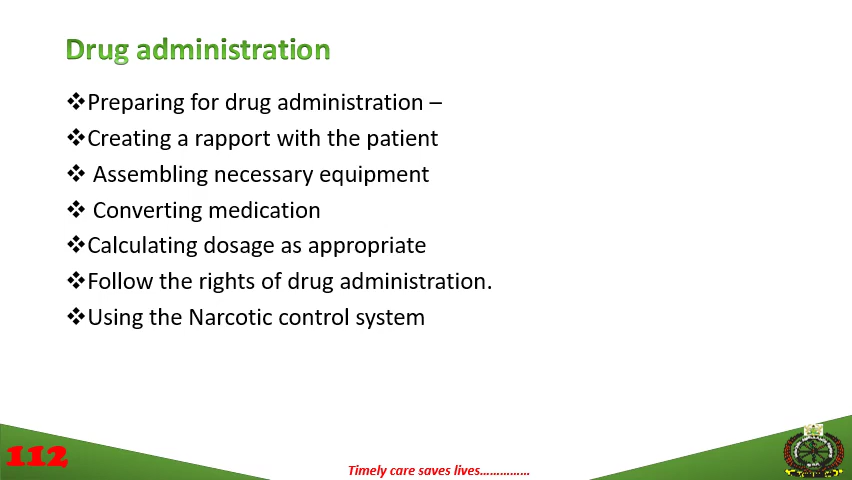 Drug administration
❖Preparing for drug administration –
❖Creating a rapport with the patient
❖ Assembling necessary equipment
❖ Converting medication
❖Calculating dosage as appropriate
❖Follow the rights of drug administration.
❖Using the Narcotic control system
112
Timely care saves lives……………